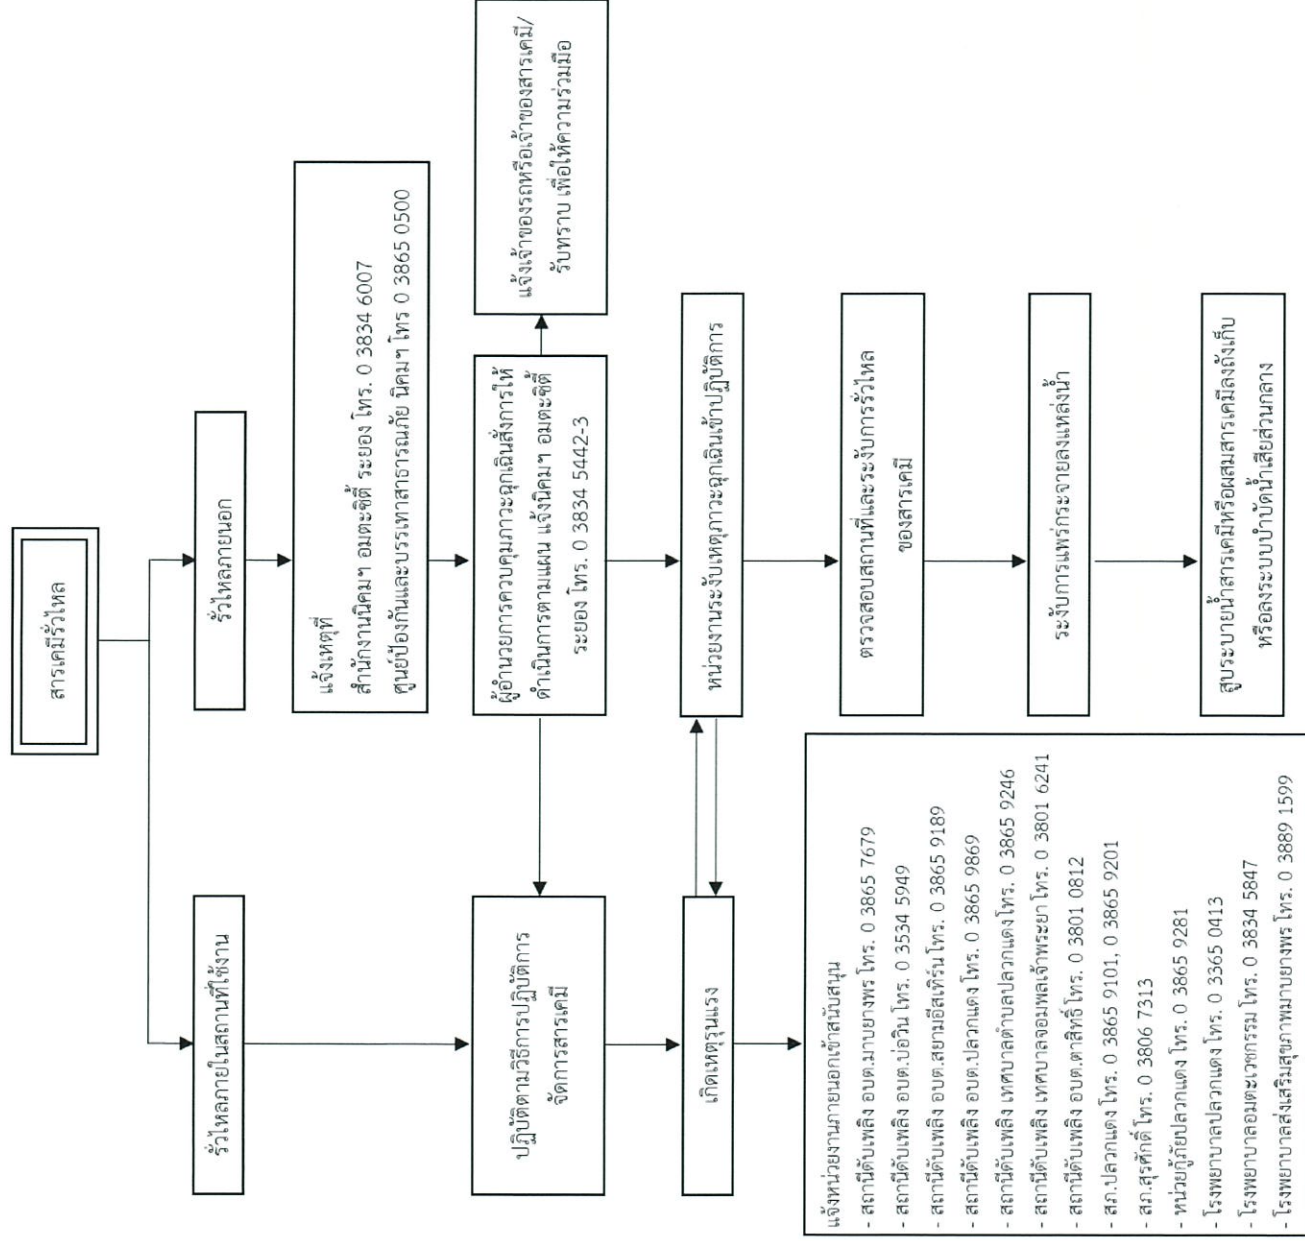 สารเคมีรั่วไหล
รั่วไหลภายในสถานที่ใช้งาน
รั่วไหลภายนอก
แจ้งเหตุที่
สำนักงานนิคมฯ อมตะซิตี้ ระยอง โทร. 0 3834 6007
ศูนย์ป้องกันและบรรเทาสาธารณภัย นิคมฯ โทร 0 3865 0500
ปฏิบัติตามวิธีการปฏิบัติการ
จัดการสารเคมี
ผู้อำนวยการควบคุมภาวะฉุกเฉินสั่งการให้
ดำเนินการตามแผน แจ้งนิคมฯ อมตะซิตี้
ระยอง โทร. 0 3834 5442-3
แจ้งเจ้าของรถหรือเจ้าของสารเคมี/
รับทราบ เพื่อให้ความร่วมมือ
เกิดเหตุรุนแรง
หน่วยงานระงับเหตุภาวะฉุกเฉินเข้าปฏิบัติการ
แจ้งหน่วยงานภายนอกเข้าสนับสนุน
- สถานีดับเพลิง อบต.มาบยางพร โทร. 0 3865 7679
- สถานีดับเพลิง อบต.บ่อวิน โทร. 0 3534 5949
- สถานีดับเพลิง อบต.สยามอีสเทิร์น โทร. 0 3865 9189
- สถานีดับเพลิง อบต.ปลวกแดง โทร. 0 3865 9869
- สถานีดับเพลิง เทศบาลตำบลปลวกแดง โทร. 0 3865 9246
- สถานีดับเพลิง เทศบาลจอมพลเจ้าพระยา โทร. 0 3801 6241
- สถานีดับเพลิง อบต.ตาสิทธิ์ โทร. 0 3801 0812
- สภ.ปลวกแดง โทร. 0 3865 9101, 0 3865 9201
- สภ.สุรศักดิ์ โทร. 0 3806 7313
- หน่วยกู้ภัยปลวกแดง โทร. 0 3865 9281
- โรงพยาบาลปลวกแดง โทร. 0 3365 0413
- โรงพยาบาลอมตะเวชกรรม โทร. 0 3834 5847
- โรงพยาบาลส่งเสริมสุขภาพมาบยางพร โทร. 0 3889 1599
ตรวจสอบสถานที่และระงับการรั่วไหล
ของสารเคมี
ระงับการแพร่กระจายลงแหล่งน้ำ
สูบระบายน้ำสารเคมีหรือผสมสารเคมีลงถังเก็บ
หรือลงระบบบำบัดน้ำเสียส่วนกลาง